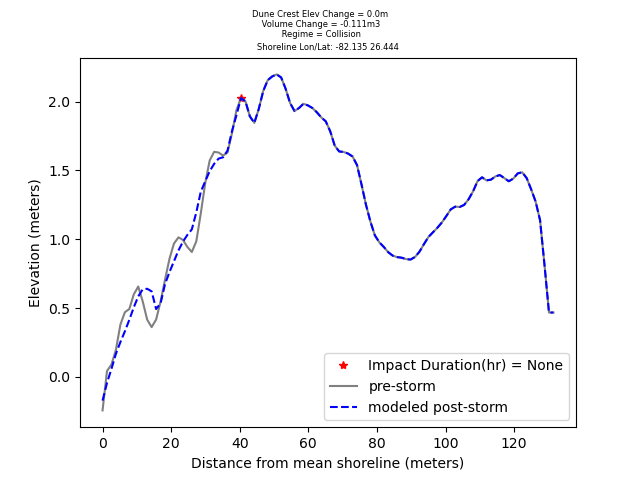 Dune Crest Elev Change = 0.0m
Volume Change = -0.111m3
Regime = Collision
Shoreline Lon/Lat: -82.135 26.444
2.0
1.5
1.0
0.5
0.0
Elevation (meters)
Impact Duration(hr) = None
pre-storm
modeled post-storm
0 20 40 60 80 100 120
Distance from mean shoreline (meters)